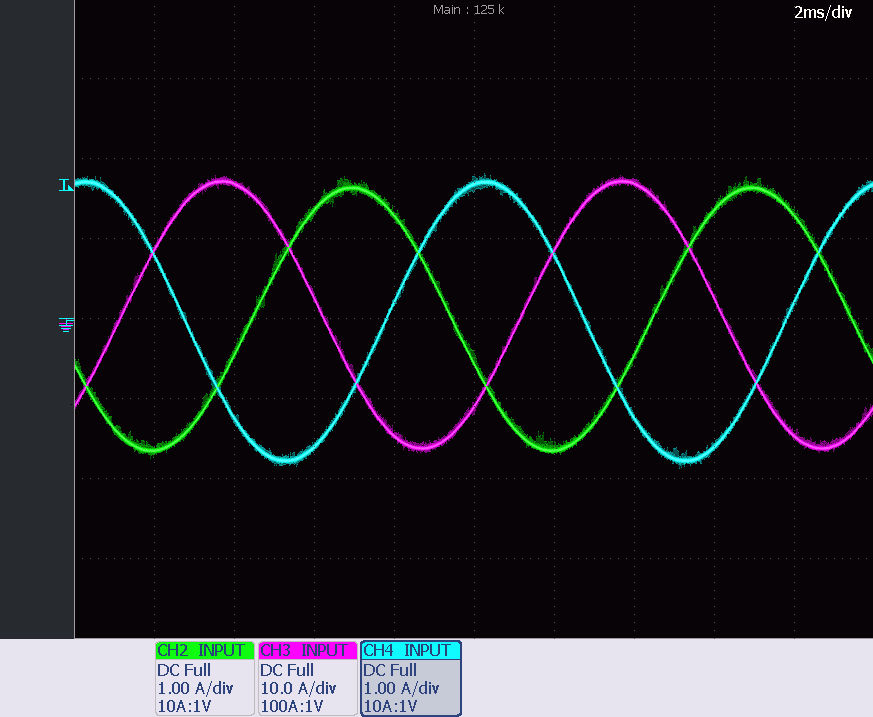 Main : 125 k
2ms/div
CH2 INPUT
DC Full
1.00 A/div
10A:1V
CH3 INPUT
DC Full
10.0 A/div
100A:1V
CH4 INPUT
DC Full
1.00 A/div
10A:1V